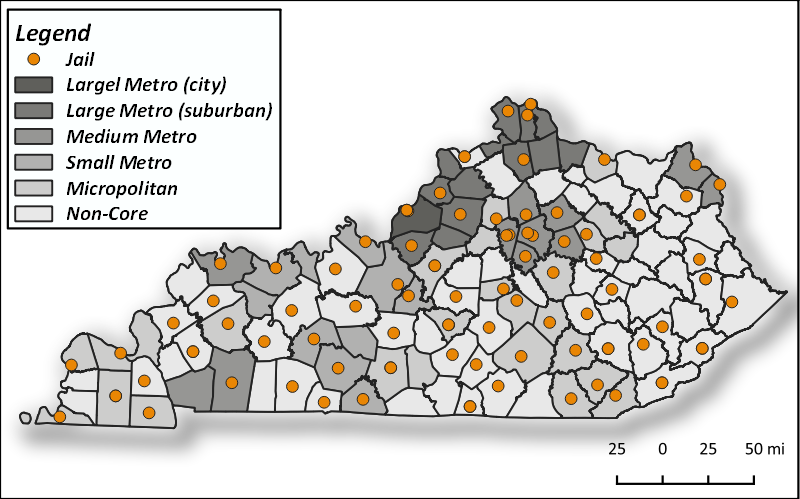 Legend
Jail
Largel Metro (city)
Large Metro (suburban)
Medium Metro
Small Metro
Micropolitan
Non-Core
25 0 25 50 mi